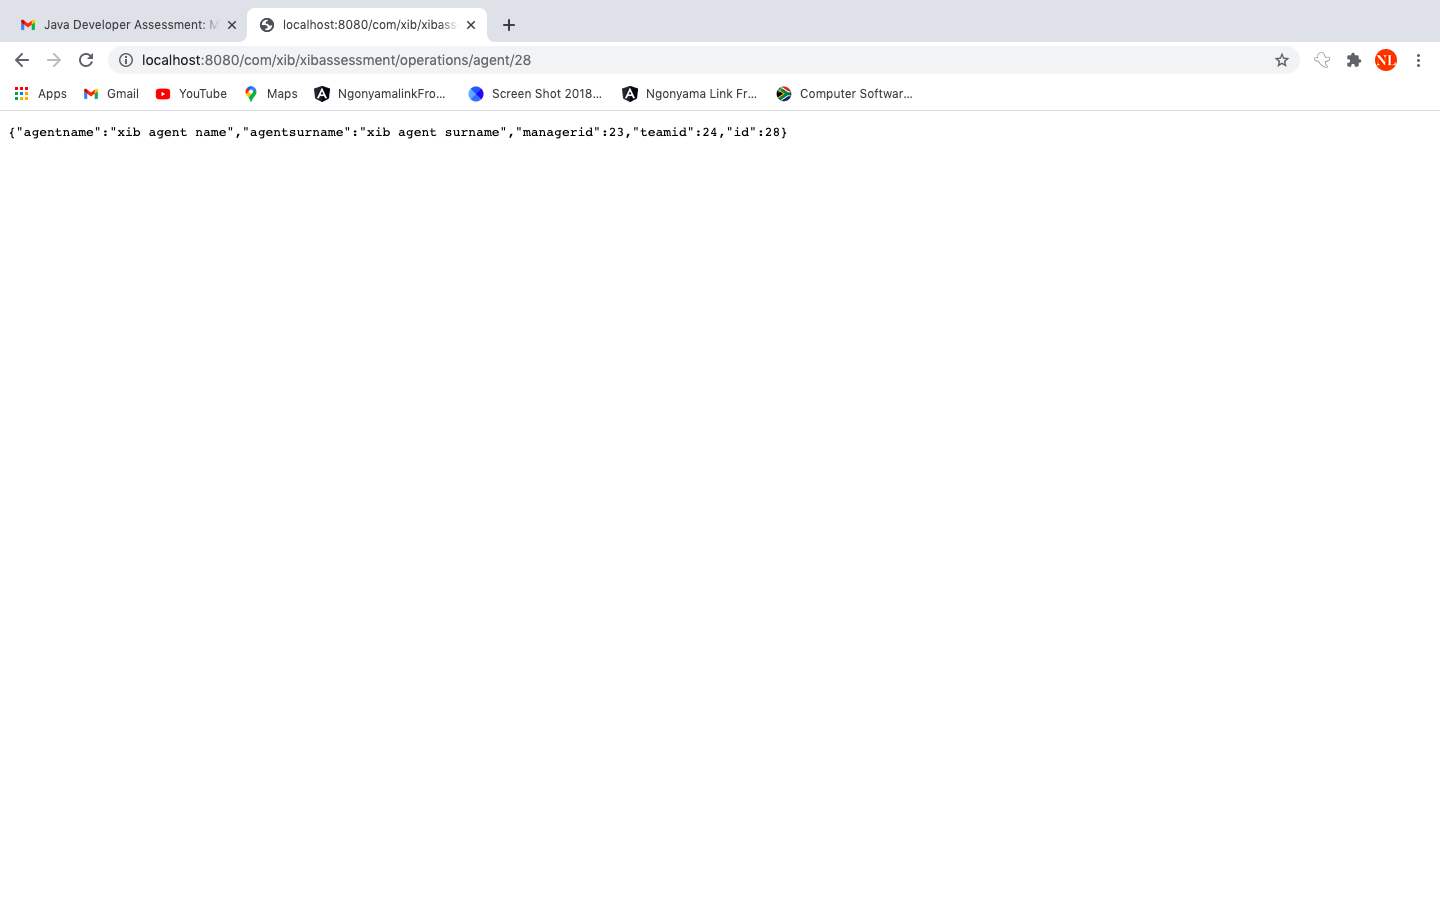 Java Developer Assessment: M
localhost:8080/com/xib/xibass
localhost:8080/com/xib/xibassessment/operations/agent/28
NL
Apps Gmail YouTube Maps NgonyamalinkFro... Screen Shot 2018... Ngonyama Link Fr... Computer Softwar...
{"agentname":"xib agent name","agentsurname":"xib agent surname","managerid":23,"teamid":24,"id":28}